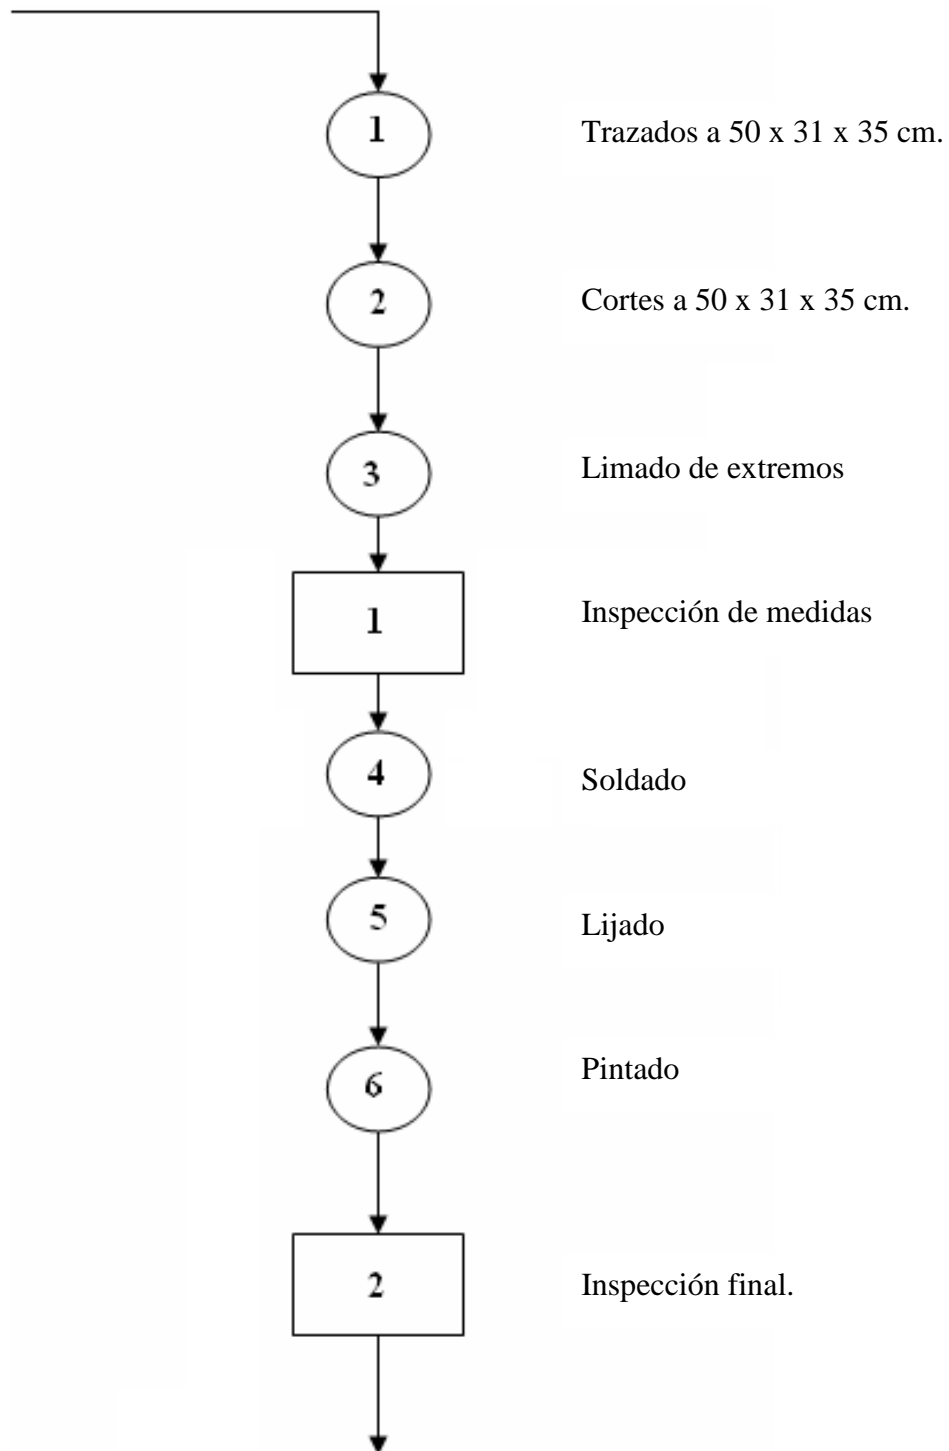 1 Trazados a 50 x 31 x 35 cm.
2 Cortes a 50 x 31 x 35 cm.
3 Limado de extremos
1 Inspección de medidas
4 Soldado
5 Lijado
6 Pintado
2 Inspección final.